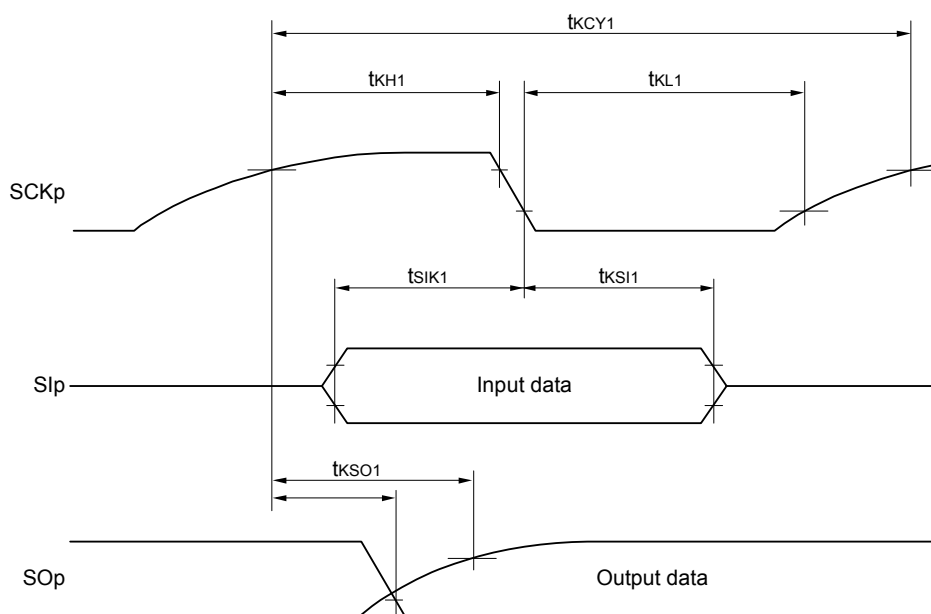 tKCY1
tKH1
tKL1
SCKp
tSIK1
tKSI1
SIp
Input data
tKSO1
SOp
Output data